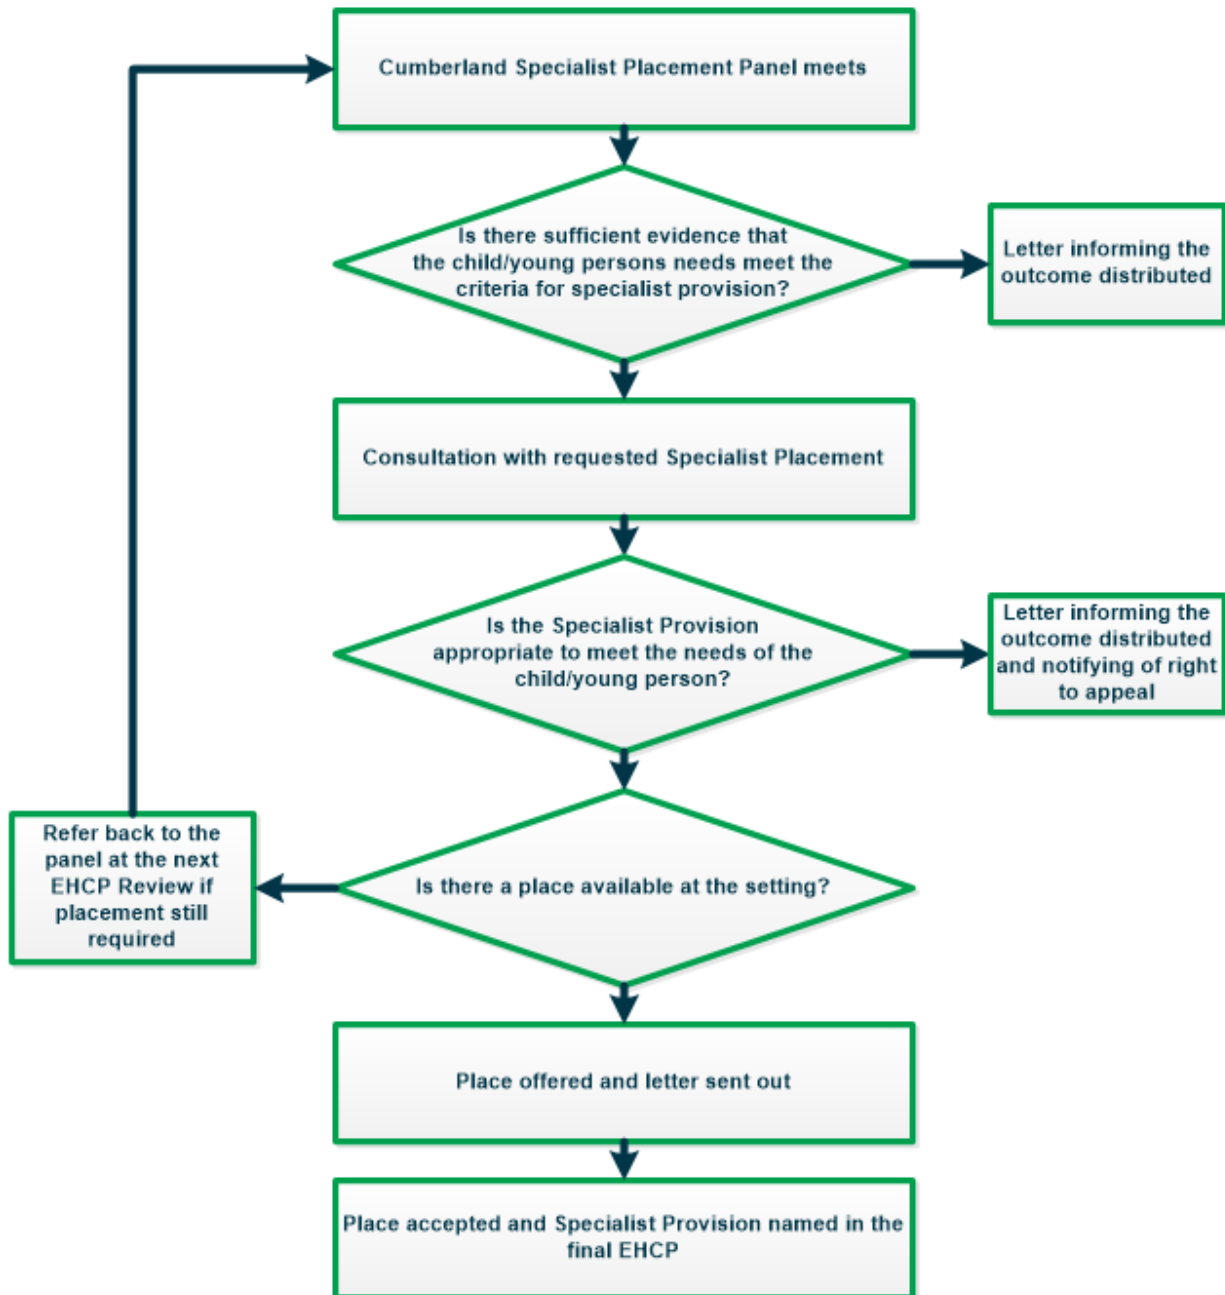 Cumberland Specialist Placement Panel meets
Is there sufficient evidence that
the child/young persons needs meet the
criteria for specialist provision?
Letter informing the
outcome distributed
Consultation with requested Specialist Placement
Is the Specialist Provision
appropriate to meet the needs of the
child/young person?
Letter informing the
outcome distributed
and notifying of right
to appeal
Refer back to the
panel at the next
EHCP Review if
placement still
required
Is there a place available at the setting?
Place offered and letter sent out
Place accepted and Specialist Provision named in the
final EHCP